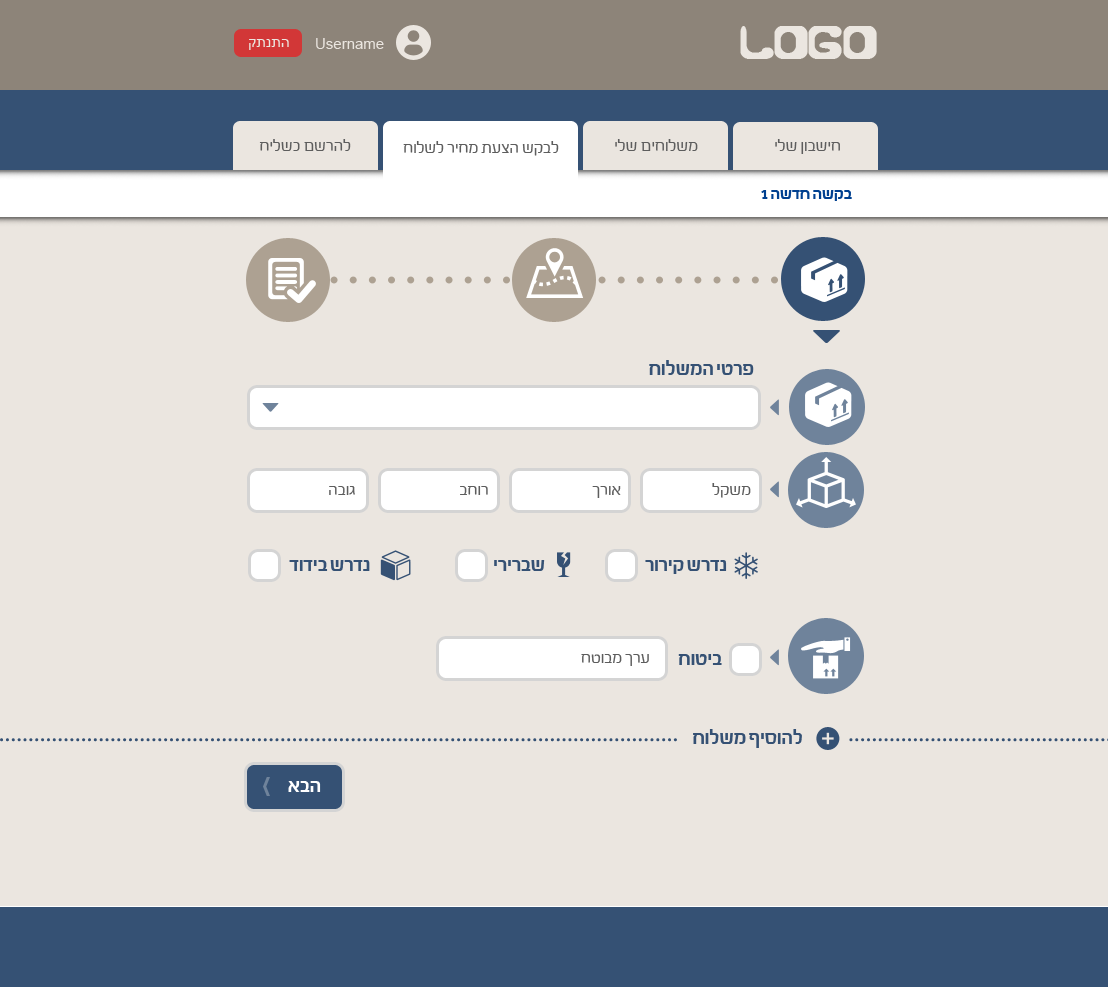 LOGO
Username
התנתק
חישבון שלי
משלוחים שלי
לבקש הצעת מחיר לשלוח
להרשם כשליח
בקשה חדשה 1
פרטי המשלוח
משקל
אורך
רוחב
גובה
נדרש קירור
שברירי
נדרש בידוד
ביטוח
ערך מבוטח
להוסיף משלוח
הבא